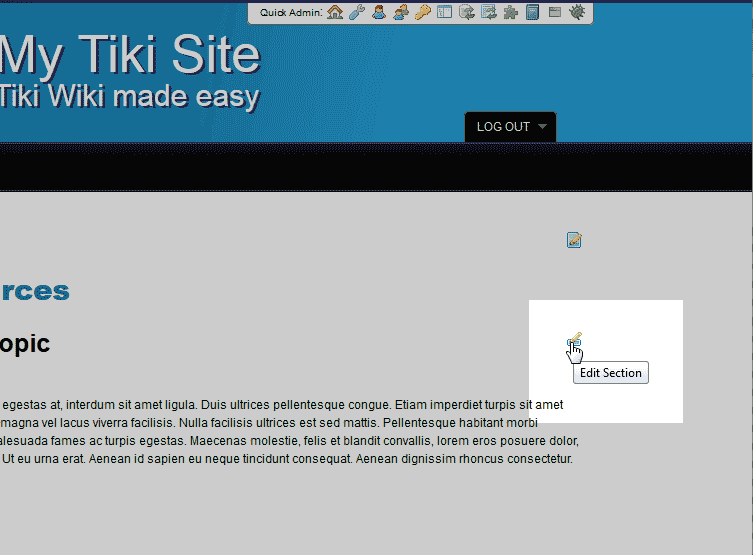 Quick Admin:
My Tiki Site
Tiki Wiki made easy
LOG OUT
rces
opic
Edit Section
egestas at, interdum sit amet ligula. Duis ultrices pellentesque congue. Etiam imperdiet turpis sit amet
magna vel lacus viverra facilisis. Nulla facilisis ultrices est sed mattis. Pellentesque habitant morbi
alesuada fames ac turpis egestas. Maecenas molestie, felis et blandit convallis, lorem eros posuere dolor,
Ut eu urna erat. Aenean id sapien eu neque tincidunt consequat. Aenean dignissim rhoncus consectetur.